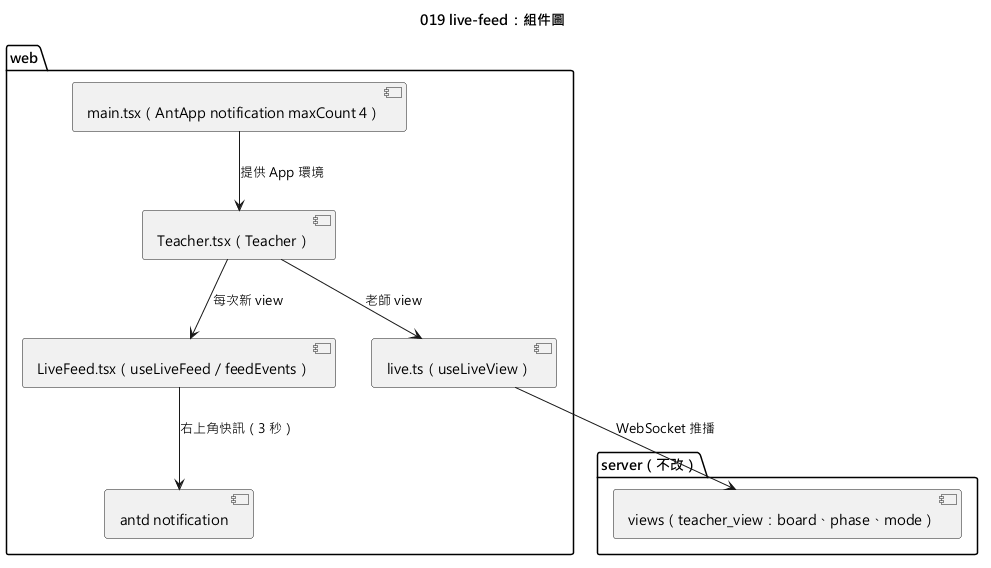 019 live-feed：組件圖
web
main.tsx（AntApp notification maxCount 4）
提供 App 環境
Teacher.tsx（Teacher）
每次新 view
老師 view
LiveFeed.tsx（useLiveFeed / feedEvents）
live.ts（useLiveView）
右上角快訊（3 秒）
WebSocket 推播
server（不改）
antd notification
views（teacher_view：board、phase、mode）